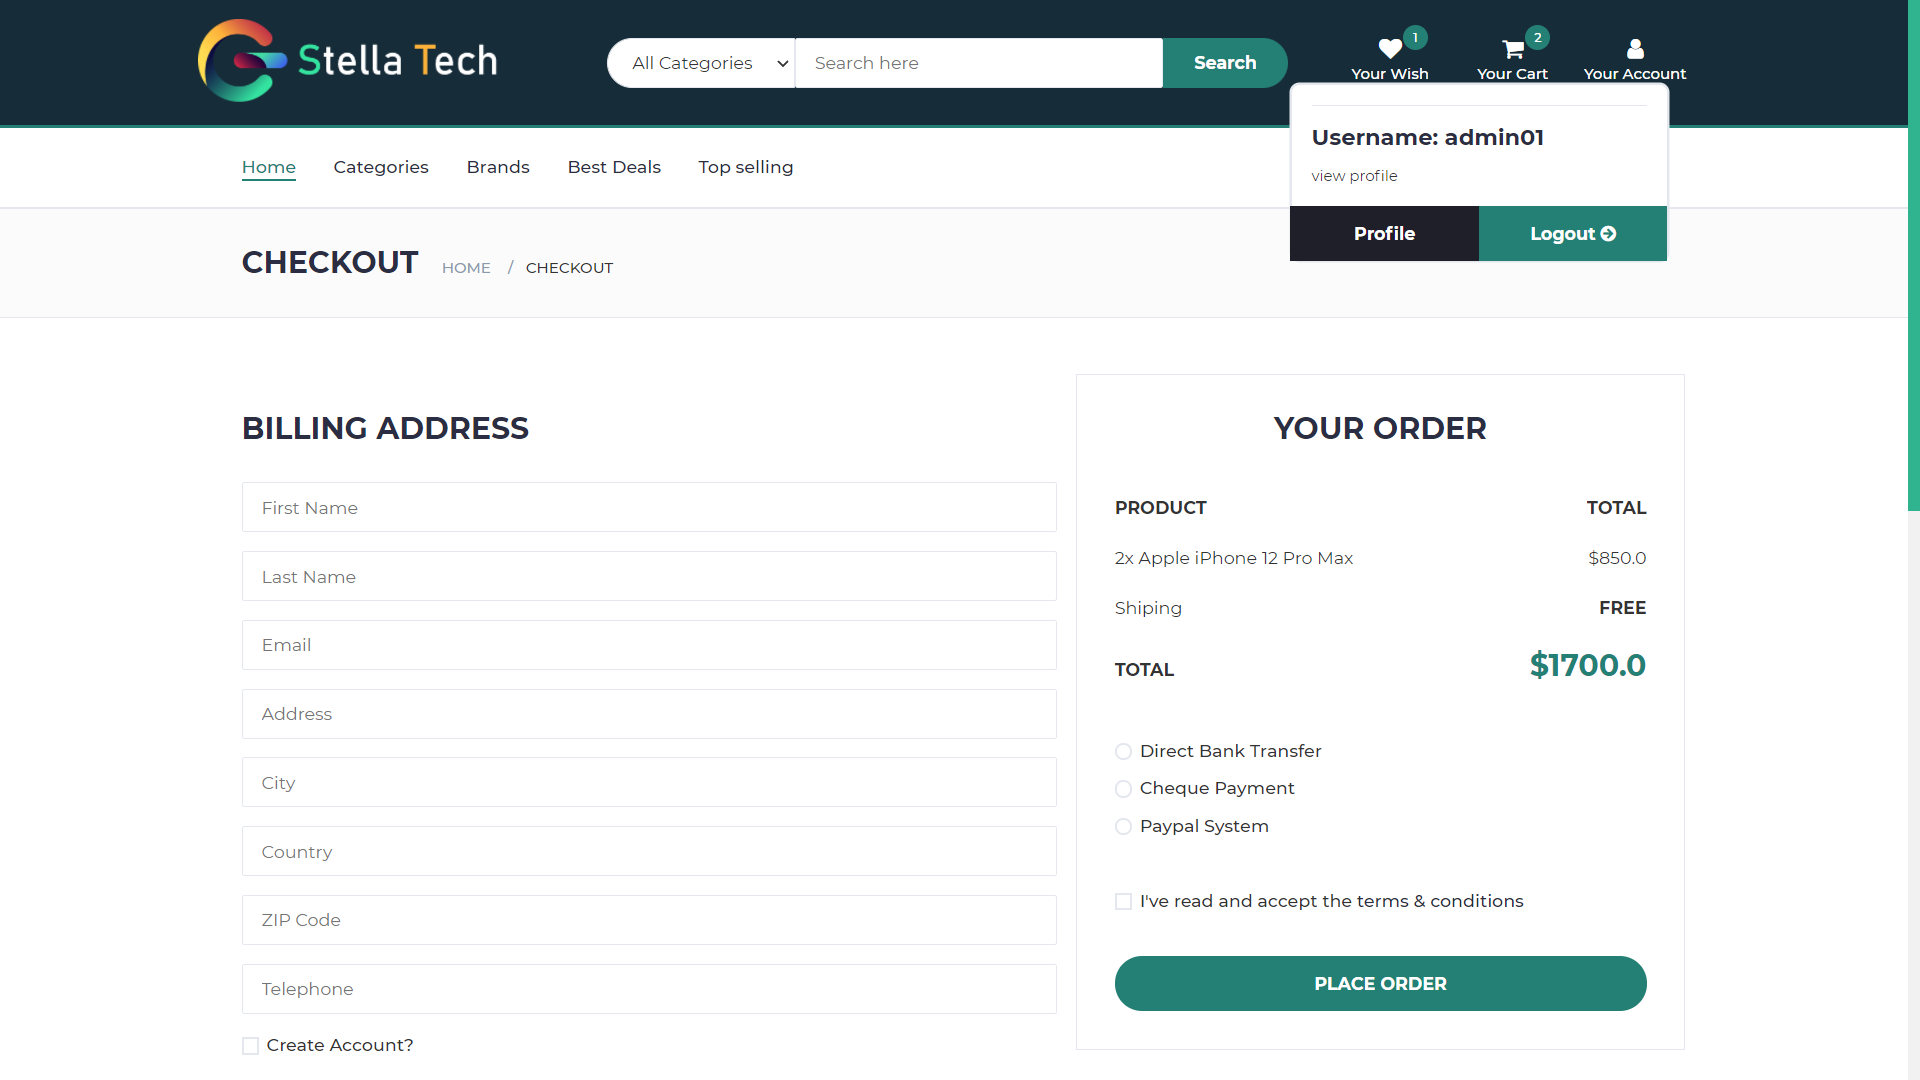 Stella Tech
All Categories
Search here
Search
1
Your Wish
2
Your Cart
Your Account
Username: admin01
view profile
Profile
Logout
Home
Categories
Brands
Best Deals
Top selling
CHECKOUT
HOME / CHECKOUT
BILLING ADDRESS
First Name
Last Name
Email
Address
City
Country
ZIP Code
Telephone
Create Account?
YOUR ORDER
PRODUCT TOTAL
2x Apple iPhone 12 Pro Max $850.0
Shiping FREE
TOTAL $1700.0
Direct Bank Transfer
Cheque Payment
Paypal System
I've read and accept the terms & conditions
PLACE ORDER